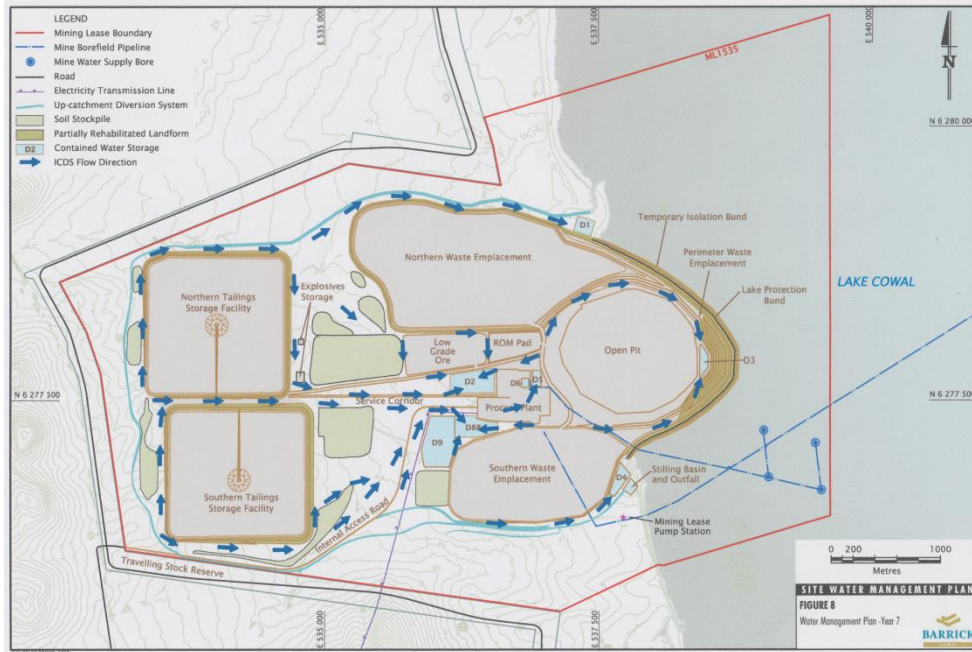 LEGEND
Mining Lease Boundary
Mine Borefield Pipeline
Mine Water Supply Bore
Road
Electricity Transmission Line
Up-catchment Diversion System
Soil Stockpile
Partially Rehabilitated Landform
D2 Contained Water Storage
ICDS Flow Direction
E 535 000
E 537 500
E 540 000
N
ML1535
N 6 280 000
D1
Temporary Isolation Bund
Perimeter Waste
Emplacement
Lake Protection
Bund
LAKE COWAL
Northern Waste Emplacement
Explosives
Storage
Northern Tailings
Storage Facility
Low
Grade
Ore
ROM Pad
Open Pit
D3
D2
D6
D5
N 6 277 500
N 6 277 500
Service Corridor
Process Plant
D8B
D9
Southern Waste
Emplacement
D4
Stilling Basin
and Outfall
Southern Tailings
Storage Facility
Internal Access Road
Mining Lease
Pump Station
Travelling Stock Reserve
E 535 000
E 537 500
0 200 1000
Metres
SITE WATER MANAGEMENT PLAN
FIGURE 8
Water Management Plan -Year 7
BARRICK